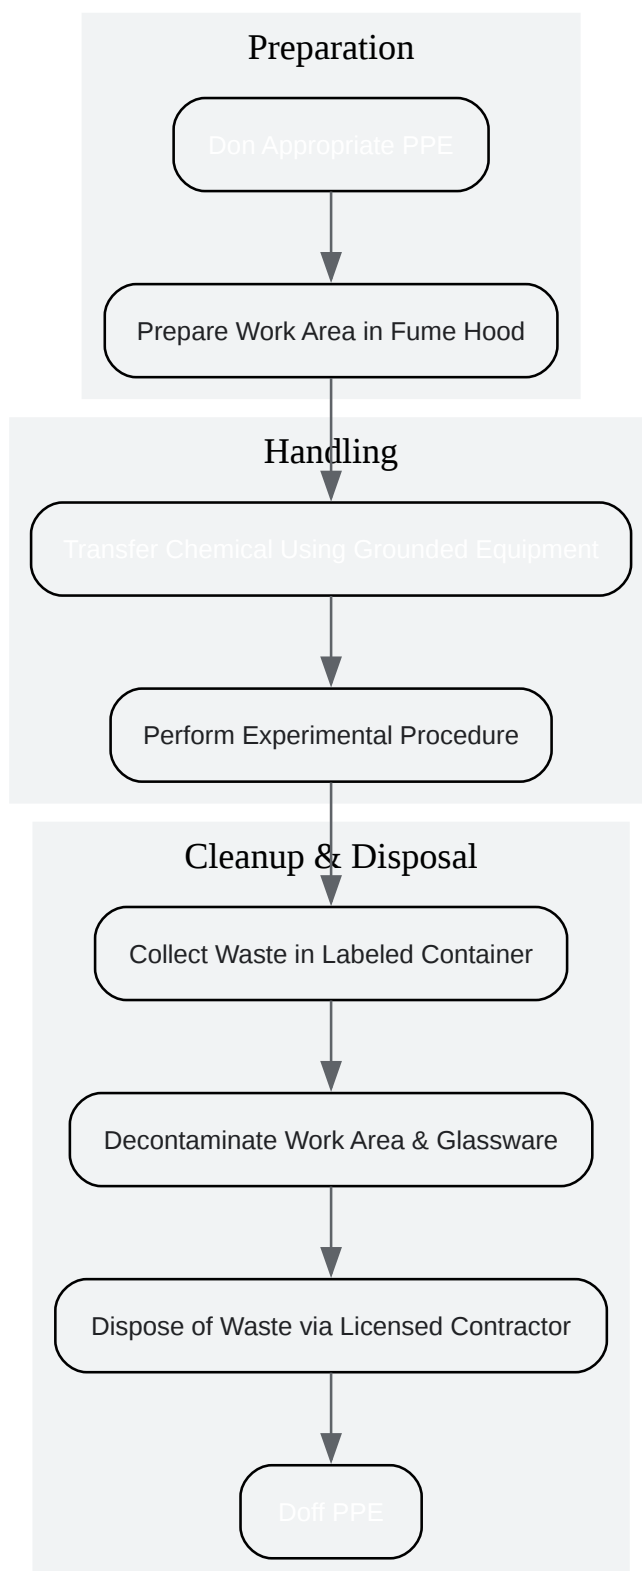 Preparation
Don Appropriate PPE
Prepare Work Area in Fume Hood
Handling
Transfer Chemical Using Grounded Equipment
Perform Experimental Procedure
Cleanup & Disposal
Collect Waste in Labeled Container
Decontaminate Work Area & Glassware
Dispose of Waste via Licensed Contractor
Doff PPE